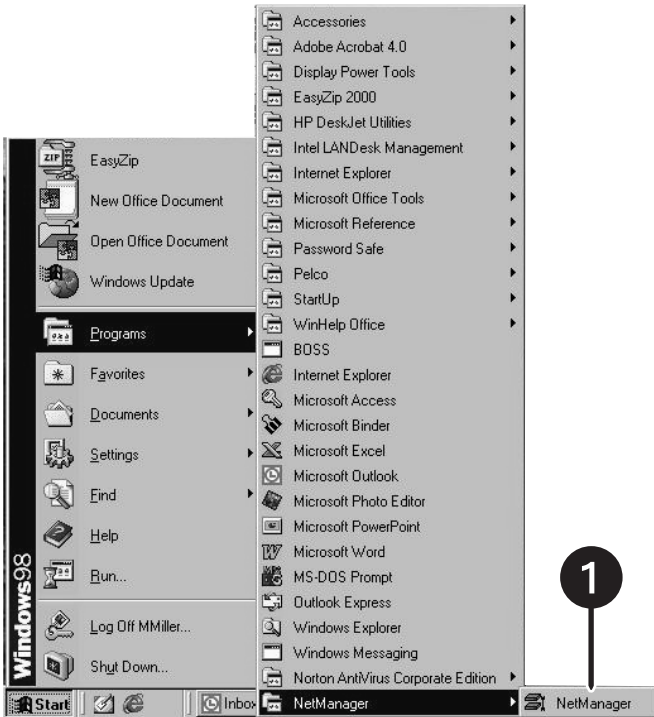 Accessories
Adobe Acrobat 4.0
Display Power Tools
EasyZip 2000
HP DeskJet Utilities
Intel LANDesk Management
Internet Explorer
Microsoft Office Tools
Microsoft Reference
Password Safe
Pelco
StartUp
WinHelp Office
BOSS
Internet Explorer
Microsoft Access
Microsoft Binder
Microsoft Excel
Microsoft Outlook
Microsoft Photo Editor
Microsoft PowerPoint
Microsoft Word
MS-DOS Prompt
Outlook Express
Windows Explorer
Windows Messaging
Norton AntiVirus Corporate Edition
NetManager
ZIP
EasyZip
New Office Document
Open Office Document
Windows Update
Programs
Favorites
Documents
Settings
Find
Help
Run...
Log Off MMiller...
Shut Down...
Windows98
Start
Inbox
1
NetManager